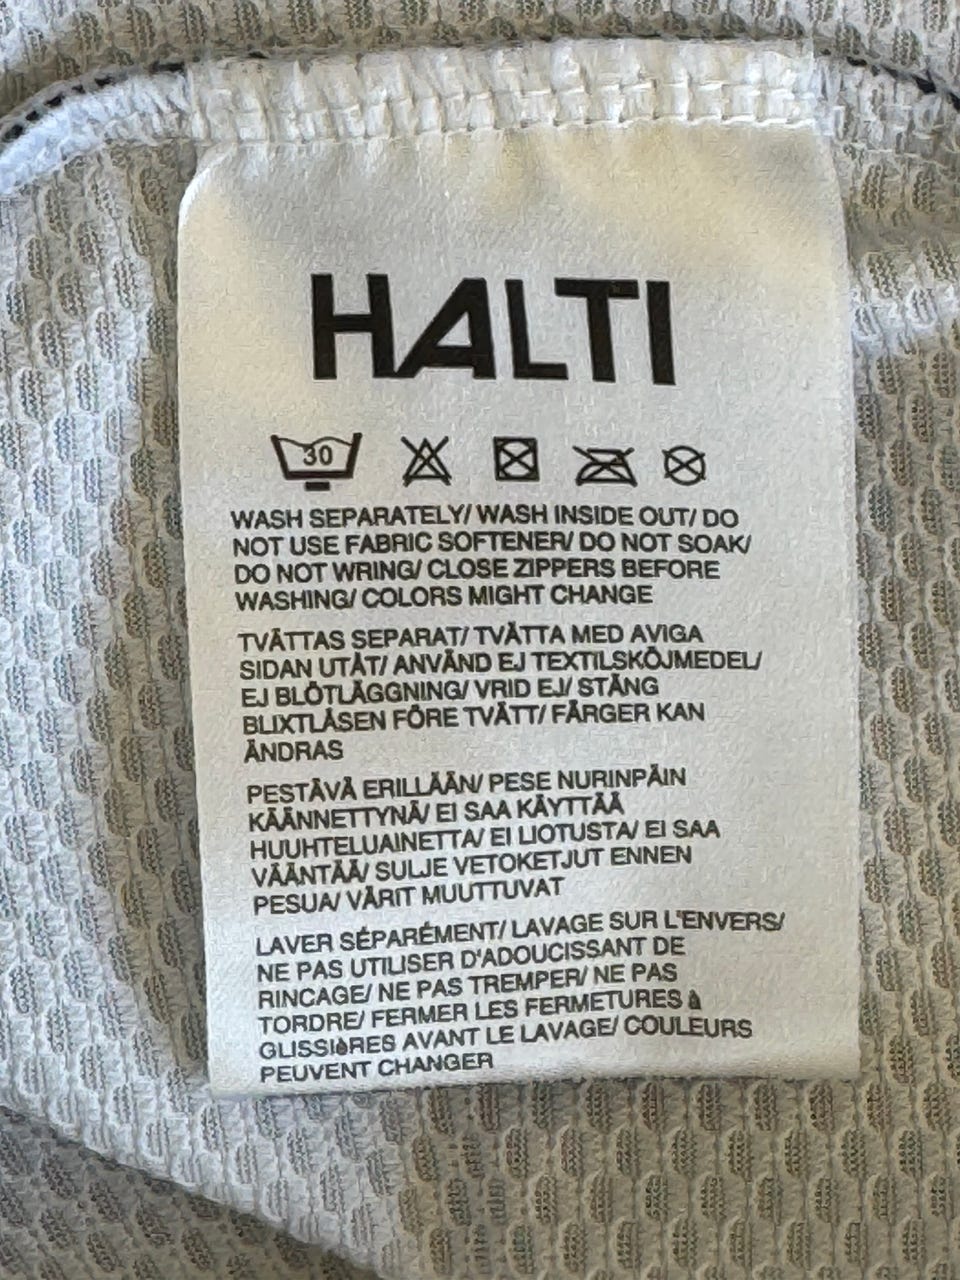 HALTI
30
WASH SEPARATELY/ WASH INSIDE OUT/ DO
NOT USE FABRIC SOFTENER/ DO NOT SOAK/
DO NOT WRING/ CLOSE ZIPPERS BEFORE
WASHING/ COLORS MIGHT CHANGE
TVÄTTAS SEPARAT/ TVÄTTA MED AVIGA
SIDAN UTÅT/ ANVÄND EJ TEXTILSKÖJMEDEL/
EJ BLÖTLÄGGNING/ VRID EJ/ STÄNG
BLIXTLÅSEN FÖRE TVÄTT/ FÄRGER KAN
ÄNDRAS
PESTÄVÄ ERILLÄÄN/ PESE NURINPÄIN
KÄÄNNETTYNÄ/ EI SAA KÄYTTÄÄ
HUUHTELUAINETTA/ EI LIOTUSTA/ EI SAA
VÄÄNTÄÄ/ SULJE VETOKETJUT ENNEN
PESUA/ VÄRIT MUUTTUVAT
LAVER SÉPARÉMENT/ LAVAGE SUR L'ENVERS/
NE PAS UTILISER D'ADOUCISSANT DE
RINCAGE/ NE PAS TREMPER/ NE PAS
TORDRE/ FERMER LES FERMETURES à
GLISSIèRES AVANT LE LAVAGE/ COULEURS
PEUVENT CHANGER